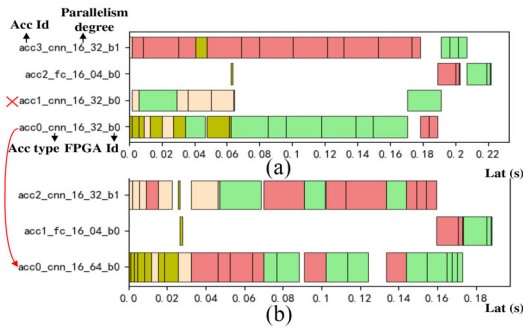 Acc Id
Parallelism
degree
(a)
acc3_cnn_16_32_b1
acc2_fc_16_04_b0
acc1_cnn_16_32_b0
acc0_cnn_16_32_b0
Acc type FPGA Id
0.0 0.02 0.04 0.06 0.08 0.1 0.12 0.14 0.16 0.18 0.2 0.22
(a)
Lat (s)
acc2_cnn_16_32_b1
acc1_fc_16_04_b0
acc0_cnn_16_64_b0
0.0 0.02 0.04 0.06 0.08 0.1 0.12 0.14 0.16 0.18
(b)
Lat (s)